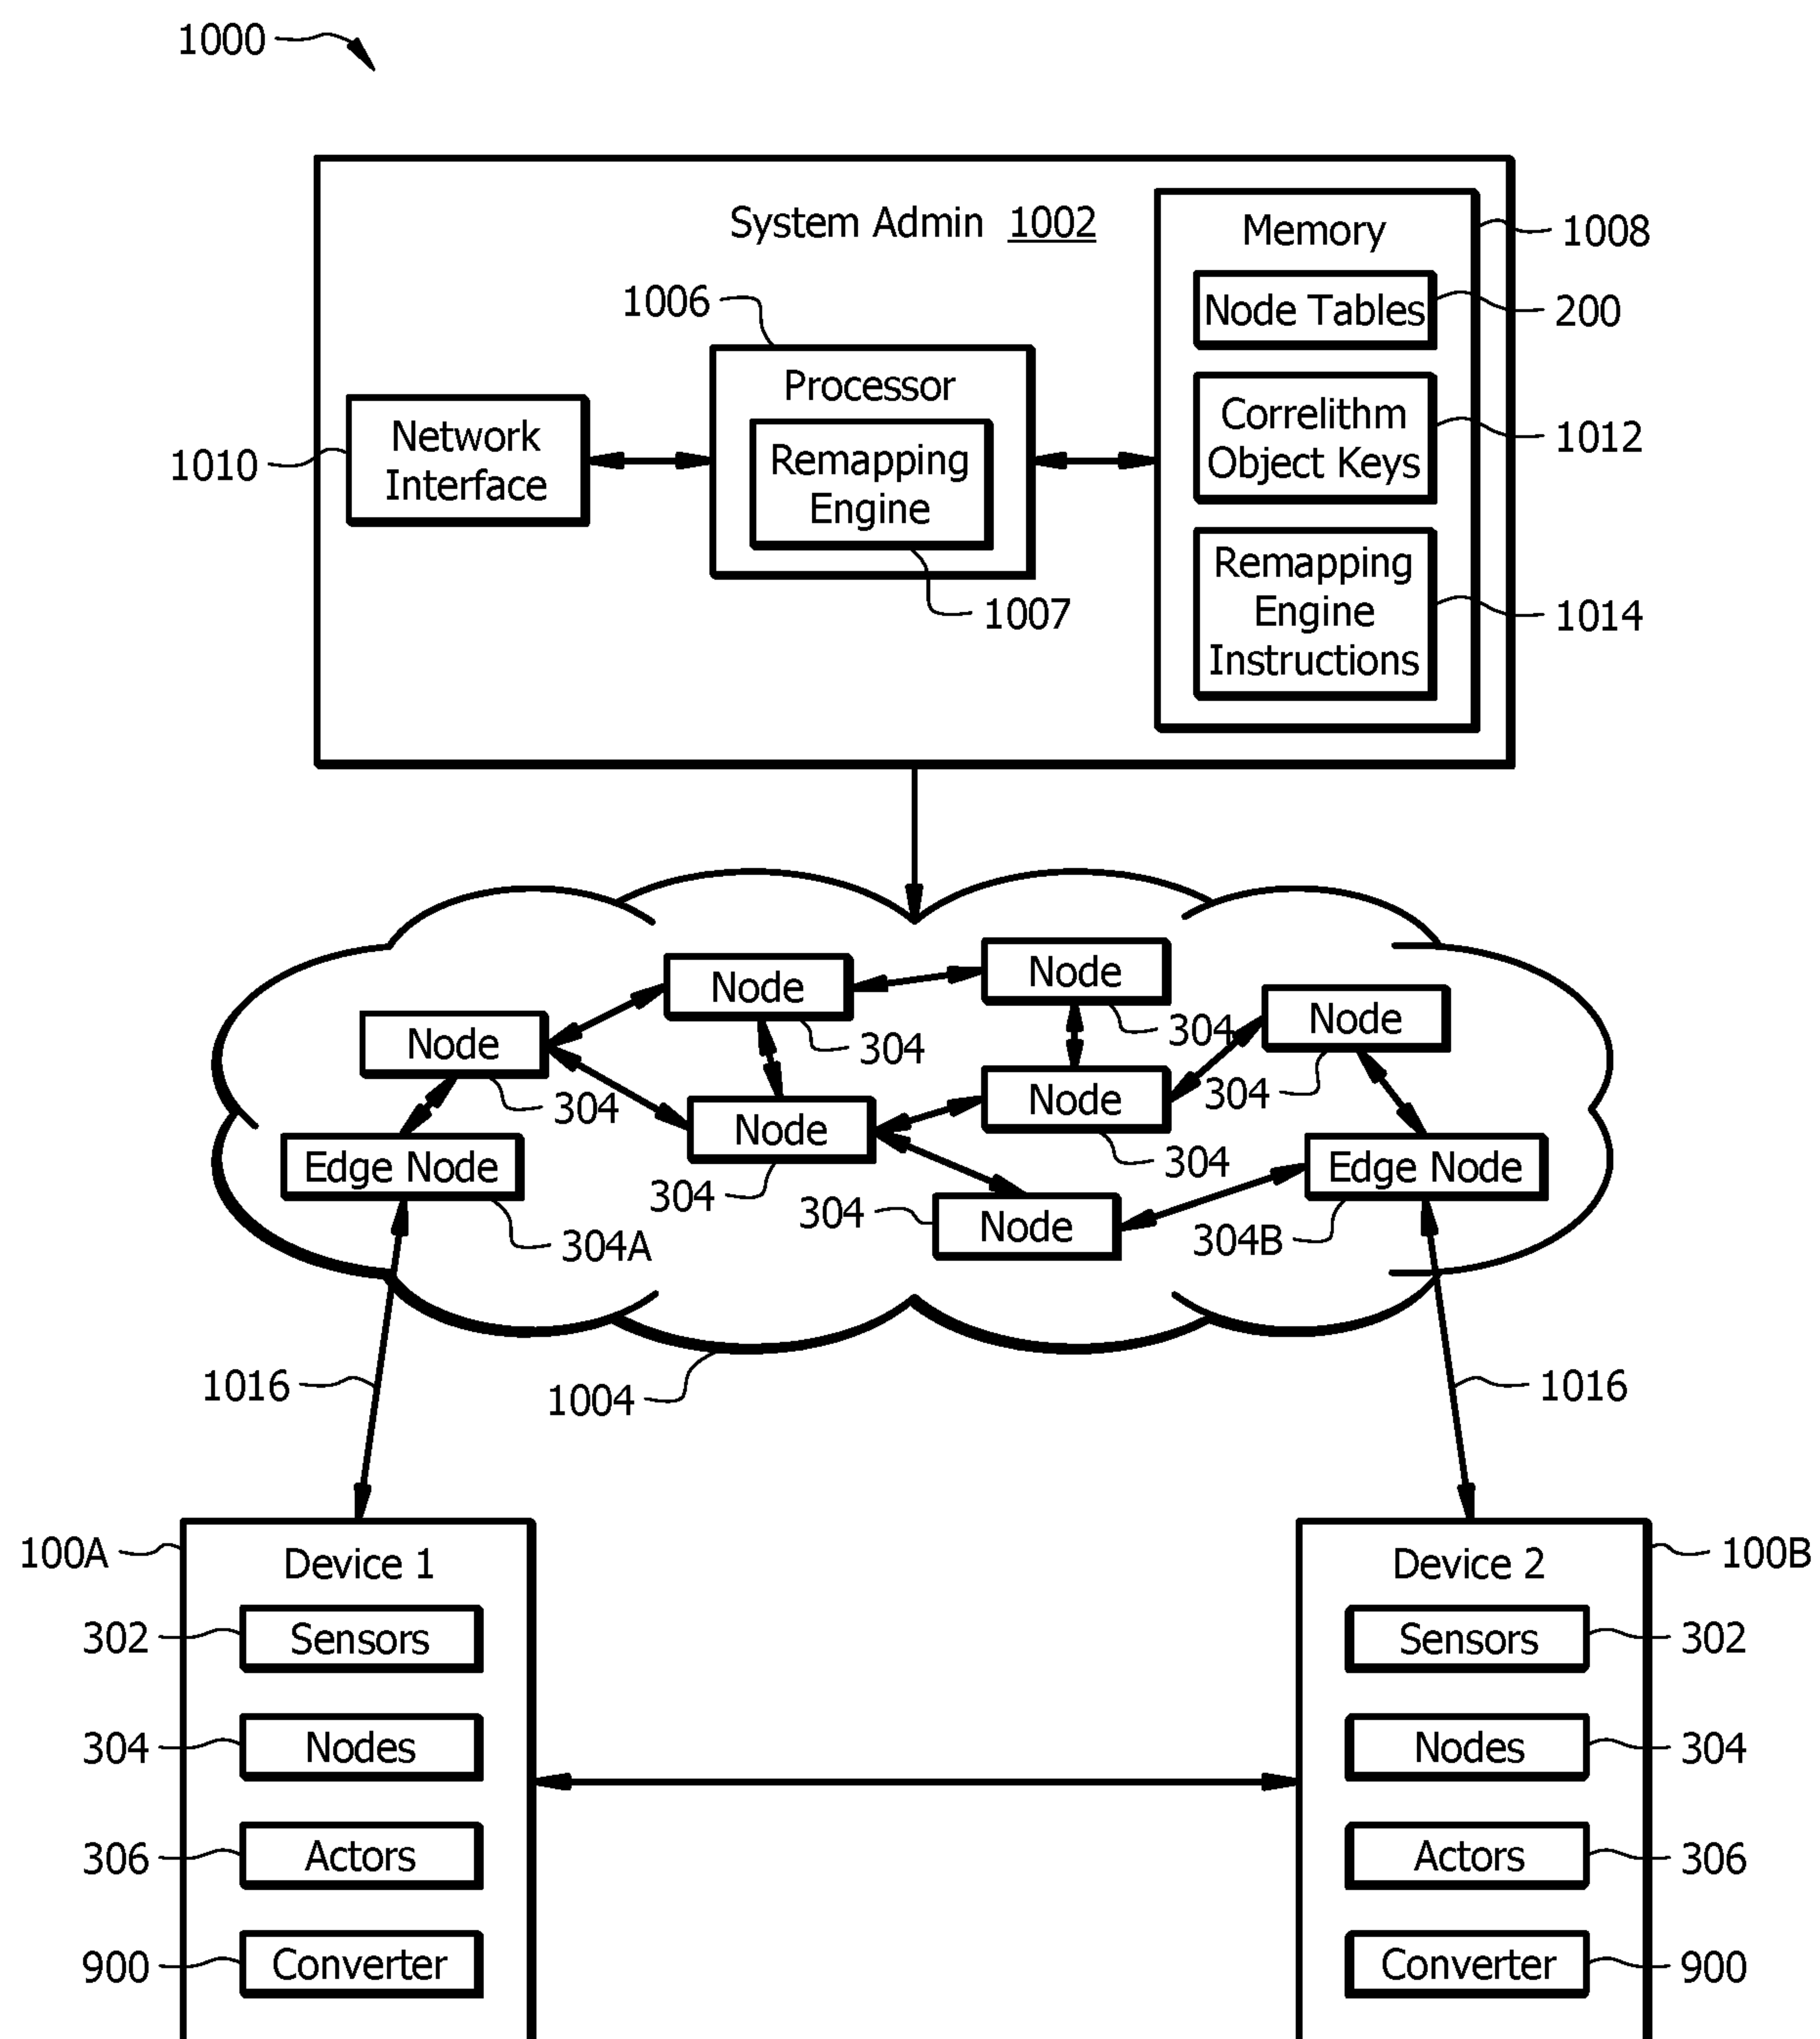 1000
System Admin 1002
Memory
1008
Node Tables
200
1006
Processor
Correlithm
Object Keys
1012
Network
Interface
1010
Remapping
Engine
1007
Remapping
Engine
Instructions
1014
Node
304
Node
304
Node
304
Node
304
Node
304
Node
304
Edge Node
304A
Node
304
Edge Node
304B
1016
1004
1016
100A
Device 1
302
Sensors
304
Nodes
306
Actors
900
Converter
Device 2
100B
Sensors
302
Nodes
304
Actors
306
Converter
900